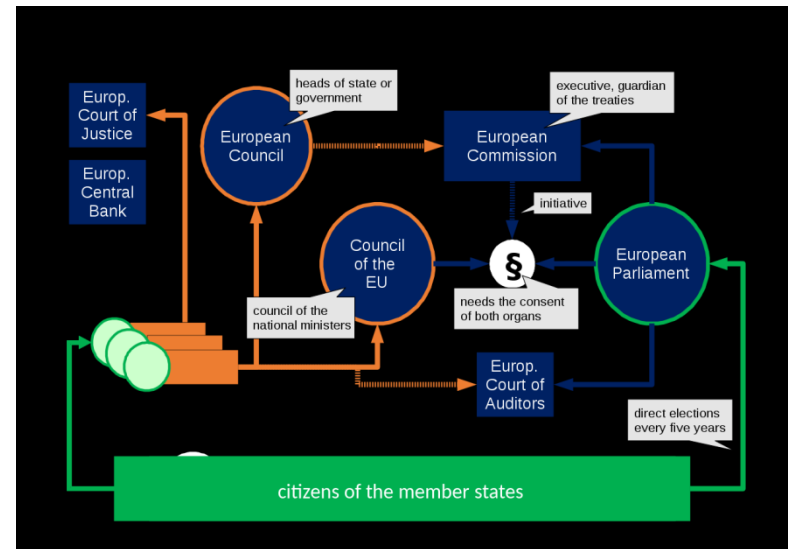 heads of state or
government
executive, guardian
of the treaties
Europ.
Court of
Justice
European
Council
European
Commission
Europ.
Central
Bank
initiative
Council
of the
EU
§
European
Parliament
council of the
national ministers
needs the consent
of both organs
Europ.
Court of
Auditors
direct elections
every five years
citizens of the member states